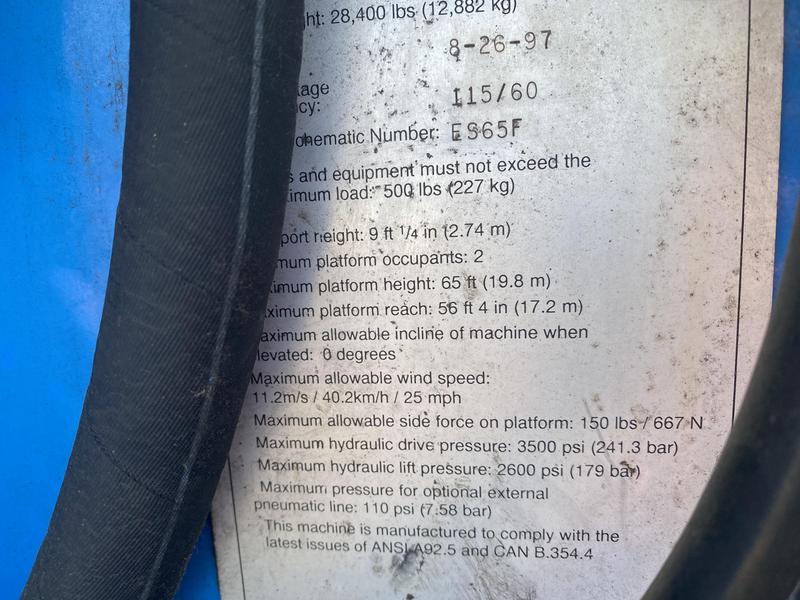 ht: 28,400 lbs (12,882 kg)
8-26-97
age
cy: 115/60
chematic Number: ES65F
s and equipment must not exceed the
imum load: 500 lbs (227 kg)
port height: 9 ft 1/4 in (2.74 m)
mum platform occupants: 2
imum platform height: 65 ft (19.8 m)
aximum platform reach: 56 ft 4 in (17.2 m)
aximum allowable incline of machine when
levated: 0 degrees
Maximum allowable wind speed:
11.2m/s / 40.2km/h / 25 mph
Maximum allowable side force on platform: 150 lbs / 667 N
Maximum hydraulic drive pressure: 3500 psi (241.3 bar)
Maximum hydraulic lift pressure: 2600 psi (179 bar)
Maximum pressure for optional external
pneumatic line: 110 psi (7.58 bar)
This machine is manufactured to comply with the
latest issues of ANSI A92.5 and CAN B.354.4